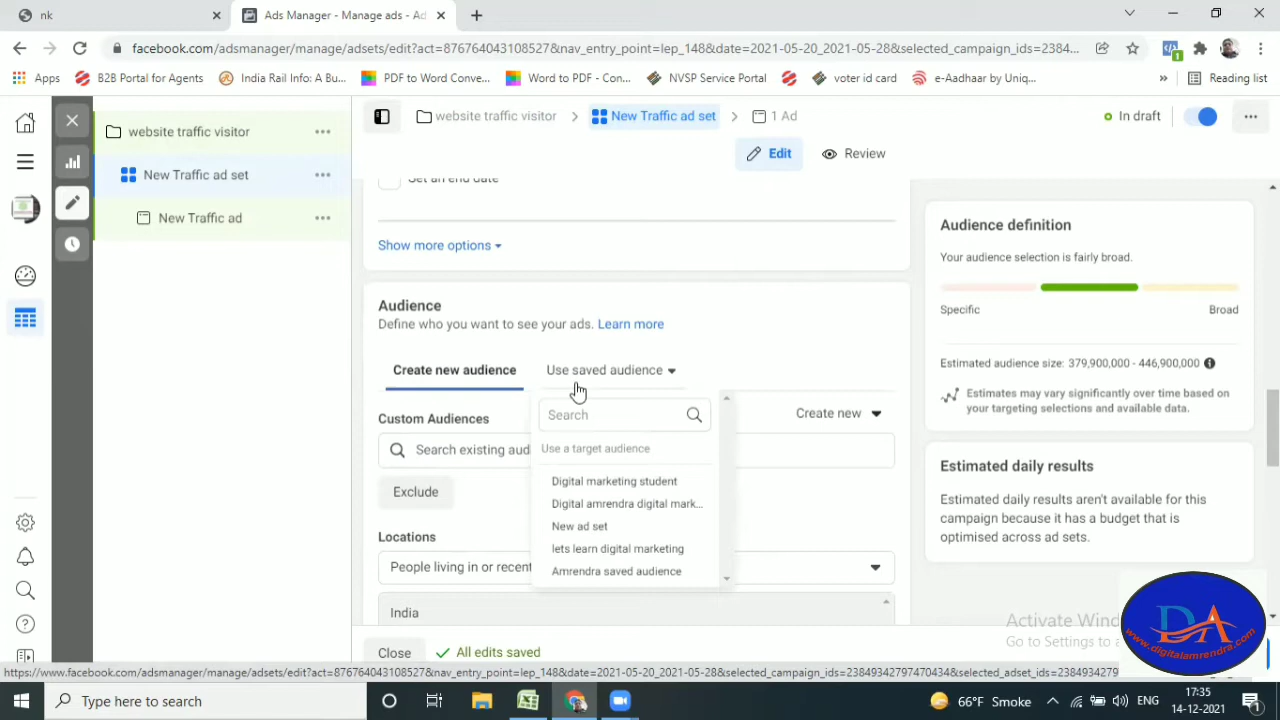 nk
Ads Manager - Manage ads - Ad
facebook.com/adsmanager/manage/adsets/edit?act=876764043108527&nav_entry_point=lep_148&date=2021-05-20_2021-05-28&selected_campaign_ids=2384...
Apps
B2B Portal for Agents
India Rail Info: A Bu...
PDF to Word Conve...
Word to PDF - Con...
NVSP Service Portal
voter id card
e-Aadhaar by Uniq...
»
Reading list
website traffic visitor
New Traffic ad set
New Traffic ad
website traffic visitor
New Traffic ad set
1 Ad
In draft
Edit
Review
Set an end date
Show more options
Audience
Define who you want to see your ads. Learn more
Create new audience
Use saved audience
Custom Audiences
Create new
Search existing aud
Exclude
Search
Use a target audience
Digital marketing student
Digital amrendra digital mark...
New ad set
lets learn digital marketing
Amrendra saved audience
Locations
People living in or recent
India
Close
All edits saved
Audience definition
Your audience selection is fairly broad.
Specific
Broad
Estimated audience size: 379,900,000 - 446,900,000
Estimates may vary significantly over time based on
your targeting selections and available data.
Estimated daily results
Estimated daily results aren't available for this
campaign because it has a budget that is
optimised across ad sets.
Activate Wind
Go to Settings to a
DA
www.digitalamrendra.com
https://www.facebook.com/adsmanager/manage/adsets/edit?act=876764043108527&nav_entry_point=lep_148&date=2021-05-20_2021-05-28&selected_campaign_ids=23849342797470434&selected_adset_ids=238493427...
Type here to search
66°F Smoke
ENG
17:35
14-12-2021
1